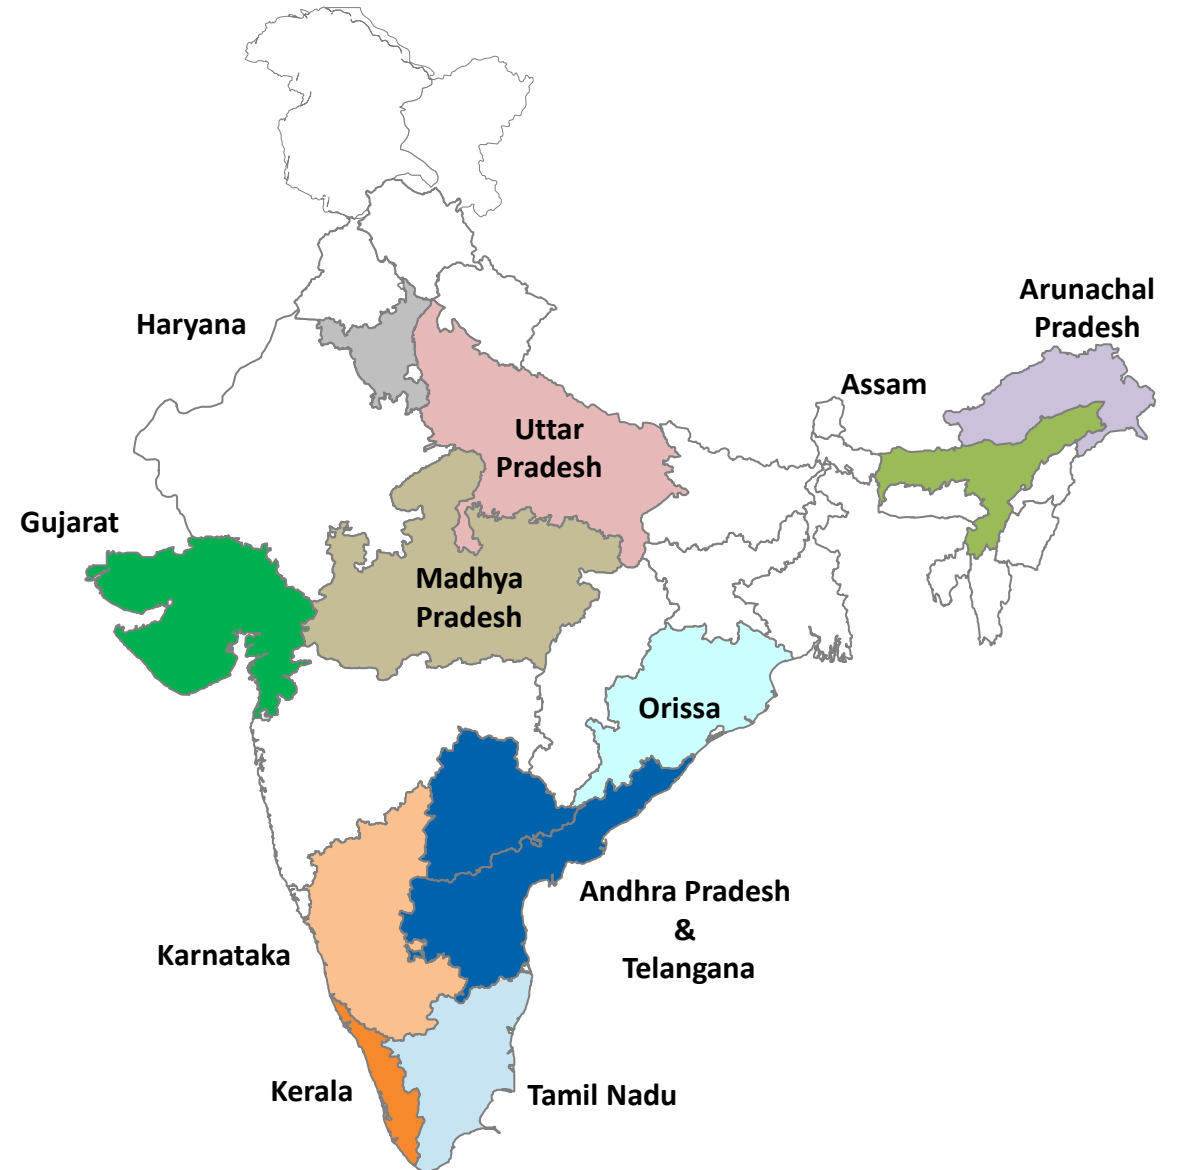 Arunachal
Pradesh
Haryana
Assam
Uttar
Pradesh
Gujarat
Madhya
Pradesh
Orissa
Andhra Pradesh
&
Telangana
Karnataka
Kerala
Tamil Nadu